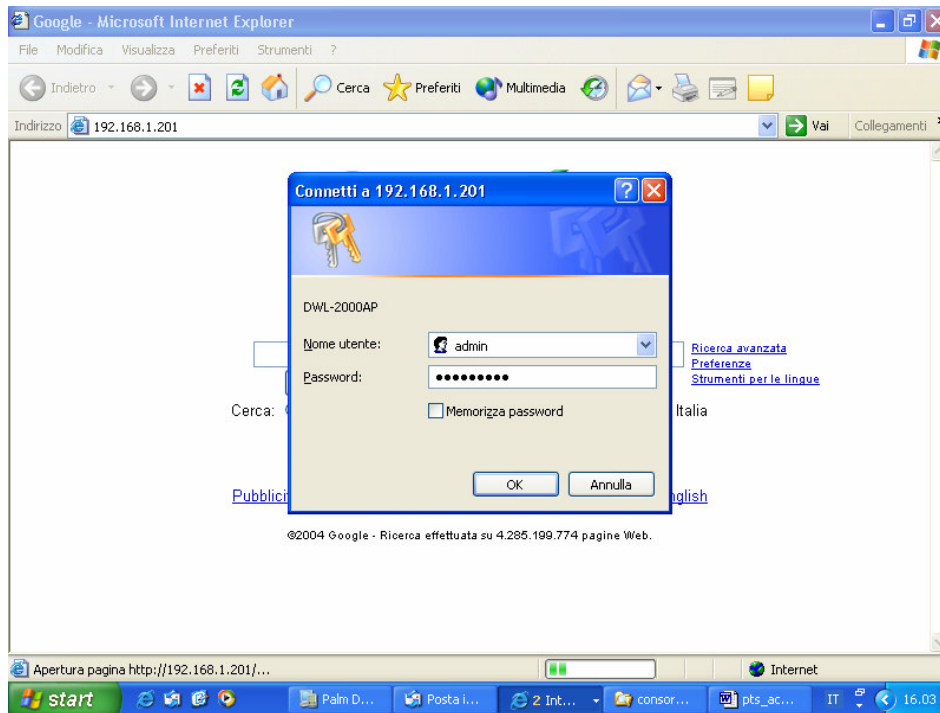 Google - Microsoft Internet Explorer
File Modifica Visualizza Preferiti Strumenti ?
Indietro Cerca Preferiti Multimedia
Indirizzo 192.168.1.201 Vai Collegamenti
Connetti a 192.168.1.201
DWL-2000AP
Nome utente: admin
Password: •••••••••
Memorizza password
OK Annulla
Ricerca avanzata
Preferenze
Strumenti per le lingue
Cerca: Italia
©2004 Google - Ricerca effettuata su 4.285.199.774 pagine Web.
Apertura pagina http://192.168.1.201/... Internet
start Palm D... Posta i... 2 Int... consor... pts_ac... IT 16.03